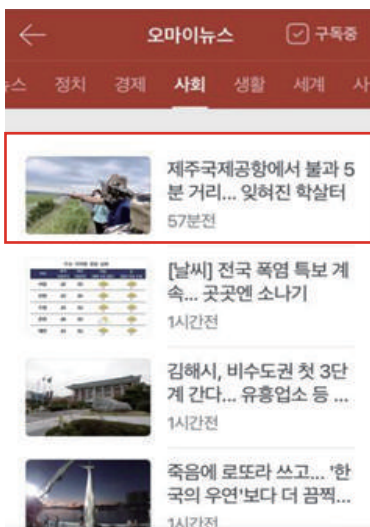 오마이뉴스 구독중
뉴스 정치 경제 사회 생활 세계 사
제주국제공항에서 불과 5
분 거리... 잊혀진 학살터
57분전
[날씨] 전국 폭염 특보 계
속... 곳곳엔 소나기
1시간전
김해시, 비수도권 첫 3단
계 간다... 유흥업소 등 ...
1시간전
죽음에 로또라 쓰고... '한
국의 우연'보다 더 끔찍...
1시간전